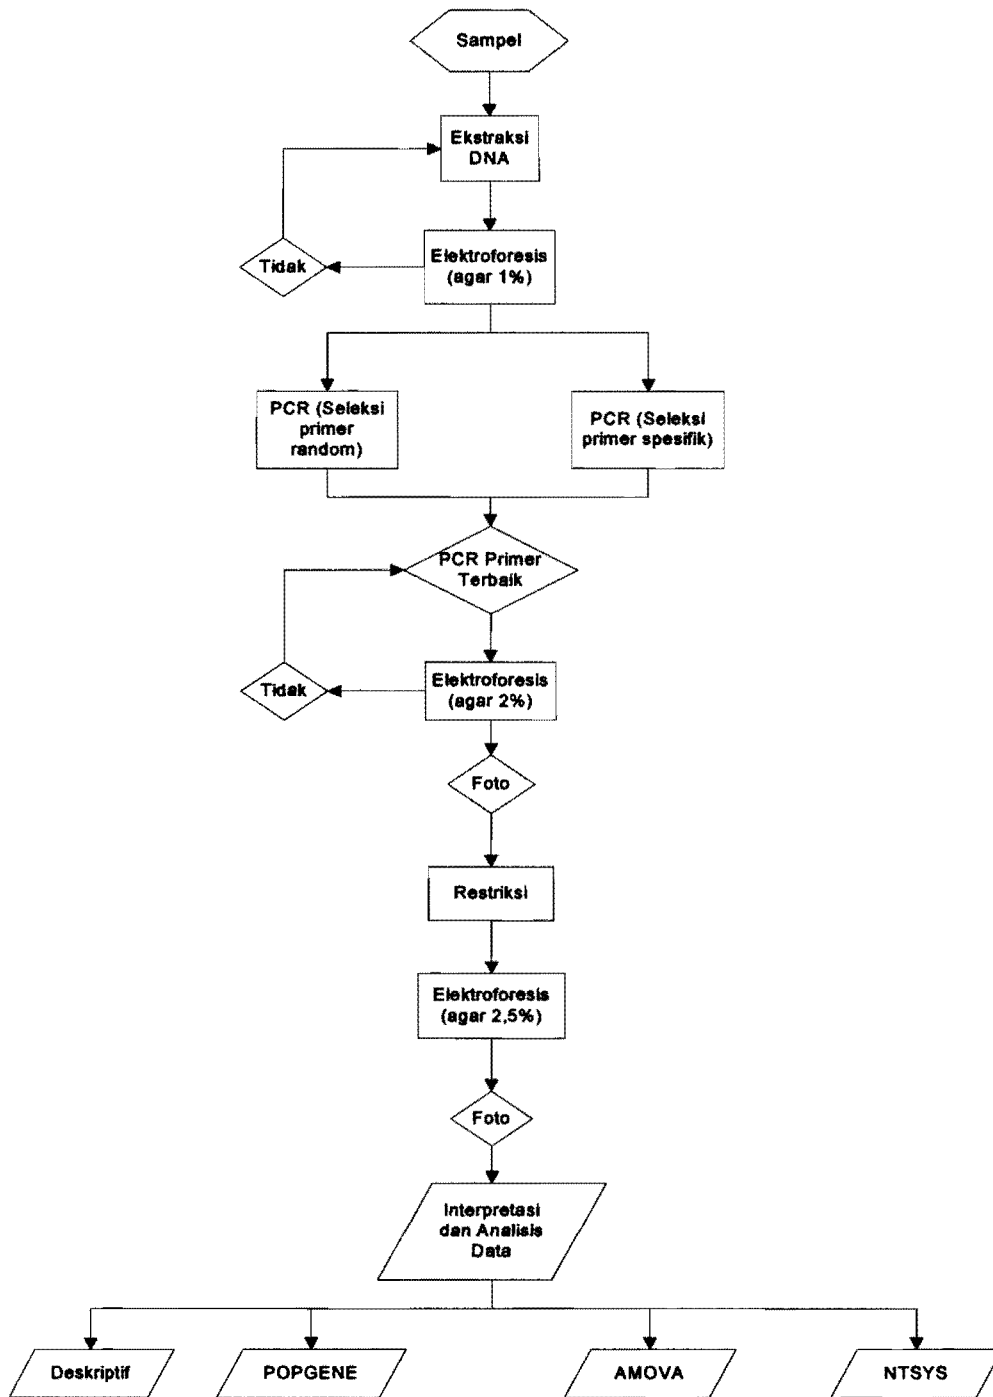 Sampel
Ekstraksi
DNA
Elektroforesis
(agar 1%)
Tidak
PCR (Seleksi
primer
random)
PCR (Seleksi
primer spesifik)
PCR Primer
Terbaik
Elektroforesis
(agar 2%)
Tidak
Foto
Restriksi
Elektroforesis
(agar 2,5%)
Foto
Interpretasi
dan Analisis
Data
Deskriptif
POPGENE
AMOVA
NTSYS